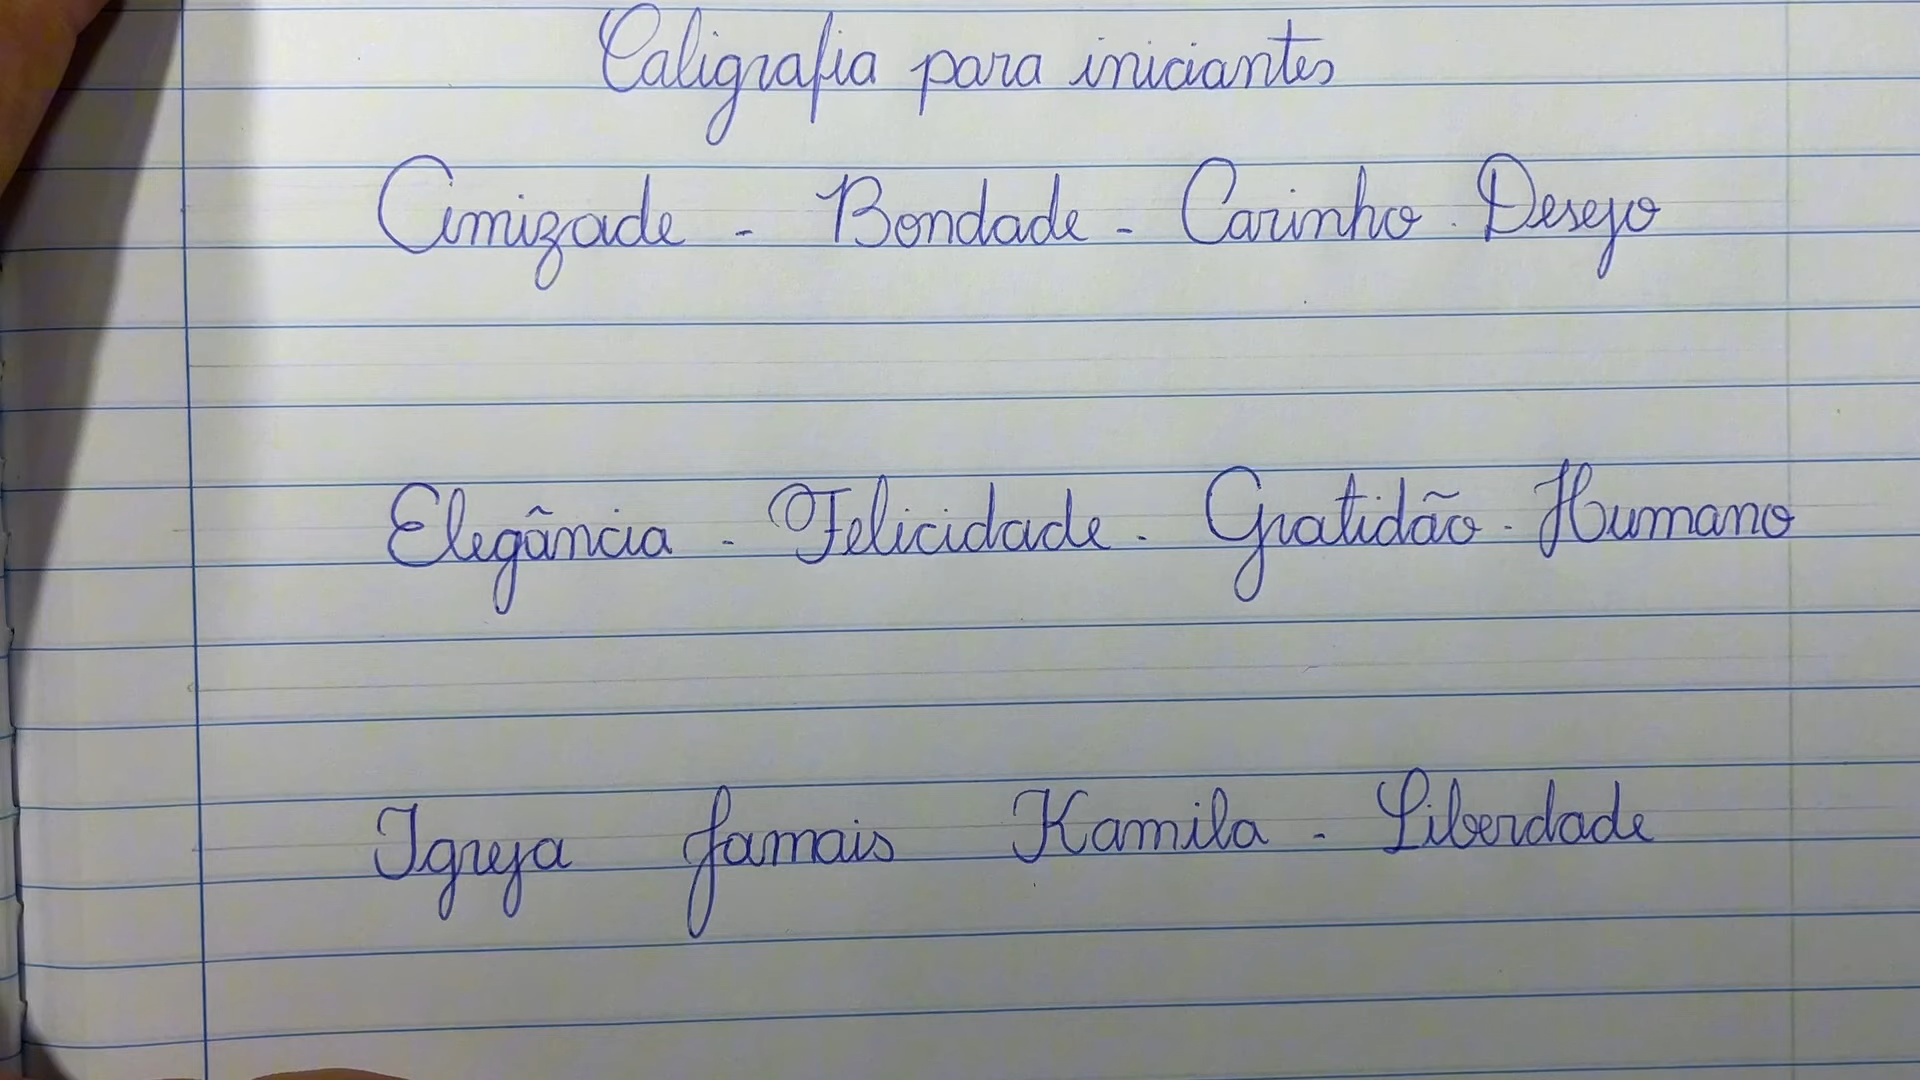 Caligrafia para iniciantes
Amizade - Bondade - Carinho - Desejo
Elegância - Felicidade - Gratidão - Humano
Igreja Jamais Kamila - Liberdade